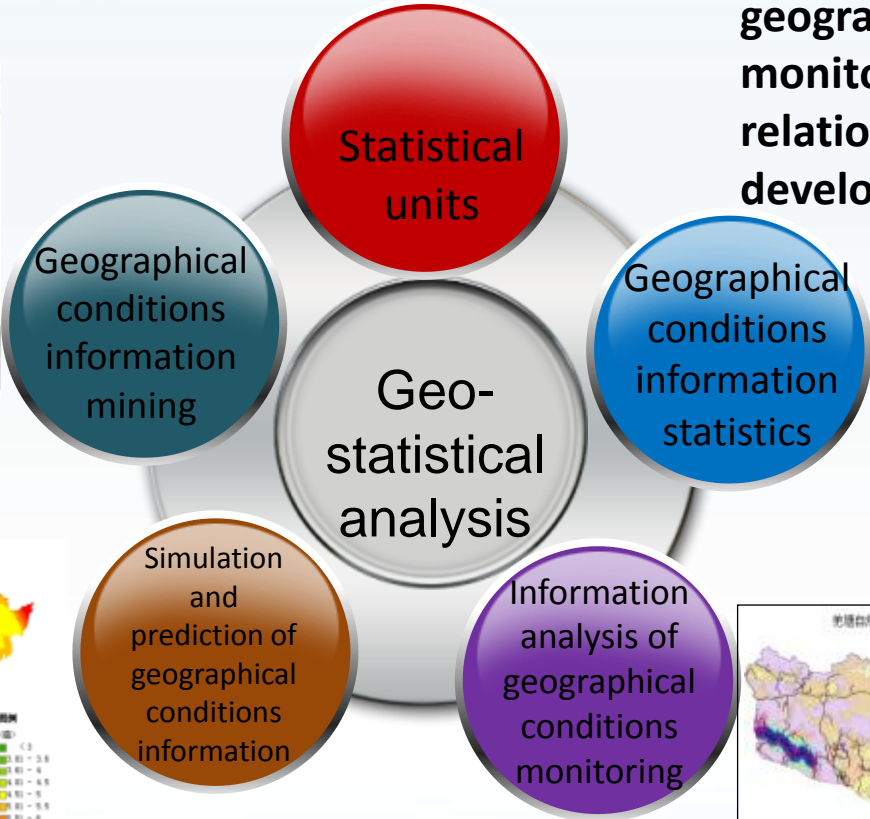 Statistical
units
Geographical
conditions
information
mining
Geographical
conditions
information
statistics
Geo-
statistical
analysis
Simulation
and
prediction of
geographical
conditions
information
Information
analysis of
geographical
conditions
monitoring